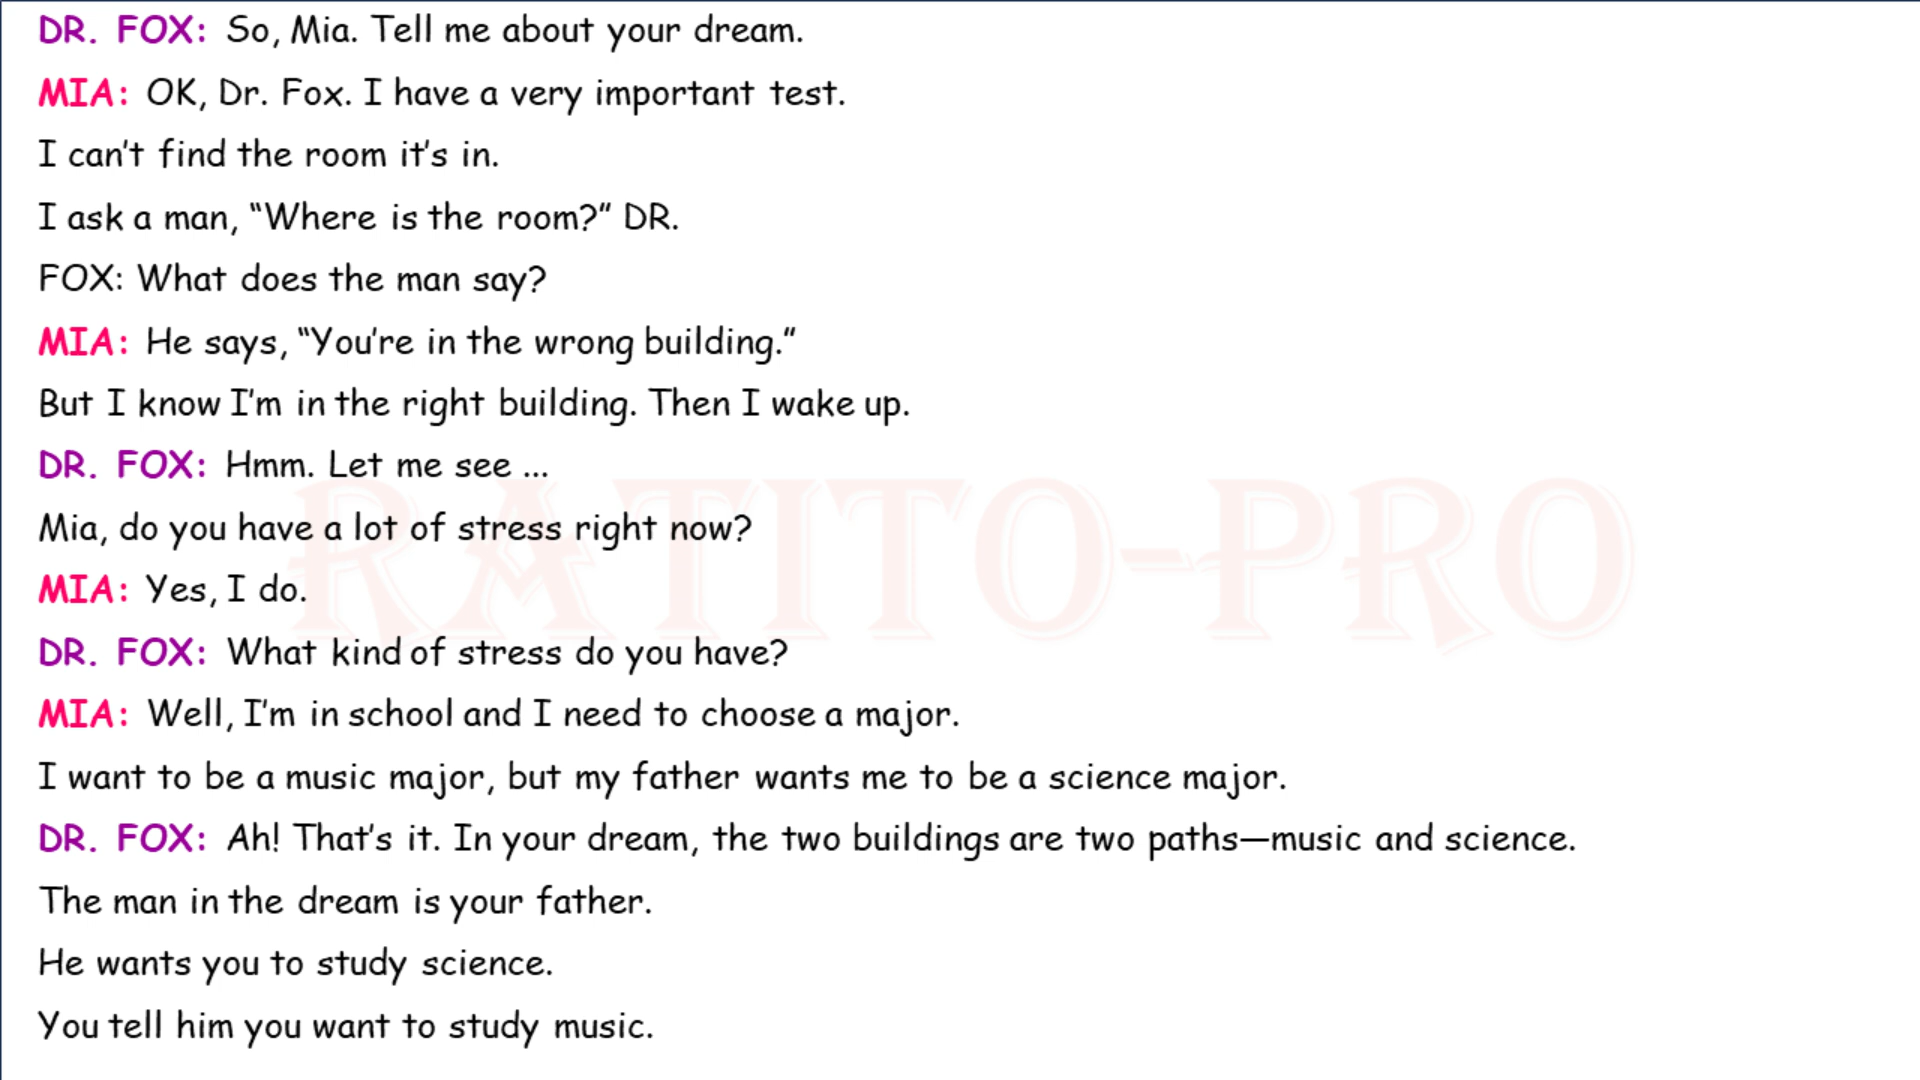 DR. FOX: So, Mia. Tell me about your dream.
MIA: OK, Dr. Fox. I have a very important test.
I can't find the room it's in.
I ask a man, “Where is the room?” DR.
FOX: What does the man say?
MIA: He says, “You're in the wrong building.”
But I know I'm in the right building. Then I wake up.
DR. FOX: Hmm. Let me see ...
Mia, do you have a lot of stress right now?
RATITO-PRO
MIA: Yes, I do.
DR. FOX: What kind of stress do you have?
MIA: Well, I'm in school and I need to choose a major.
I want to be a music major, but my father wants me to be a science major.
DR. FOX: Ah! That's it. In your dream, the two buildings are two paths—music and science.
The man in the dream is your father.
He wants you to study science.
You tell him you want to study music.